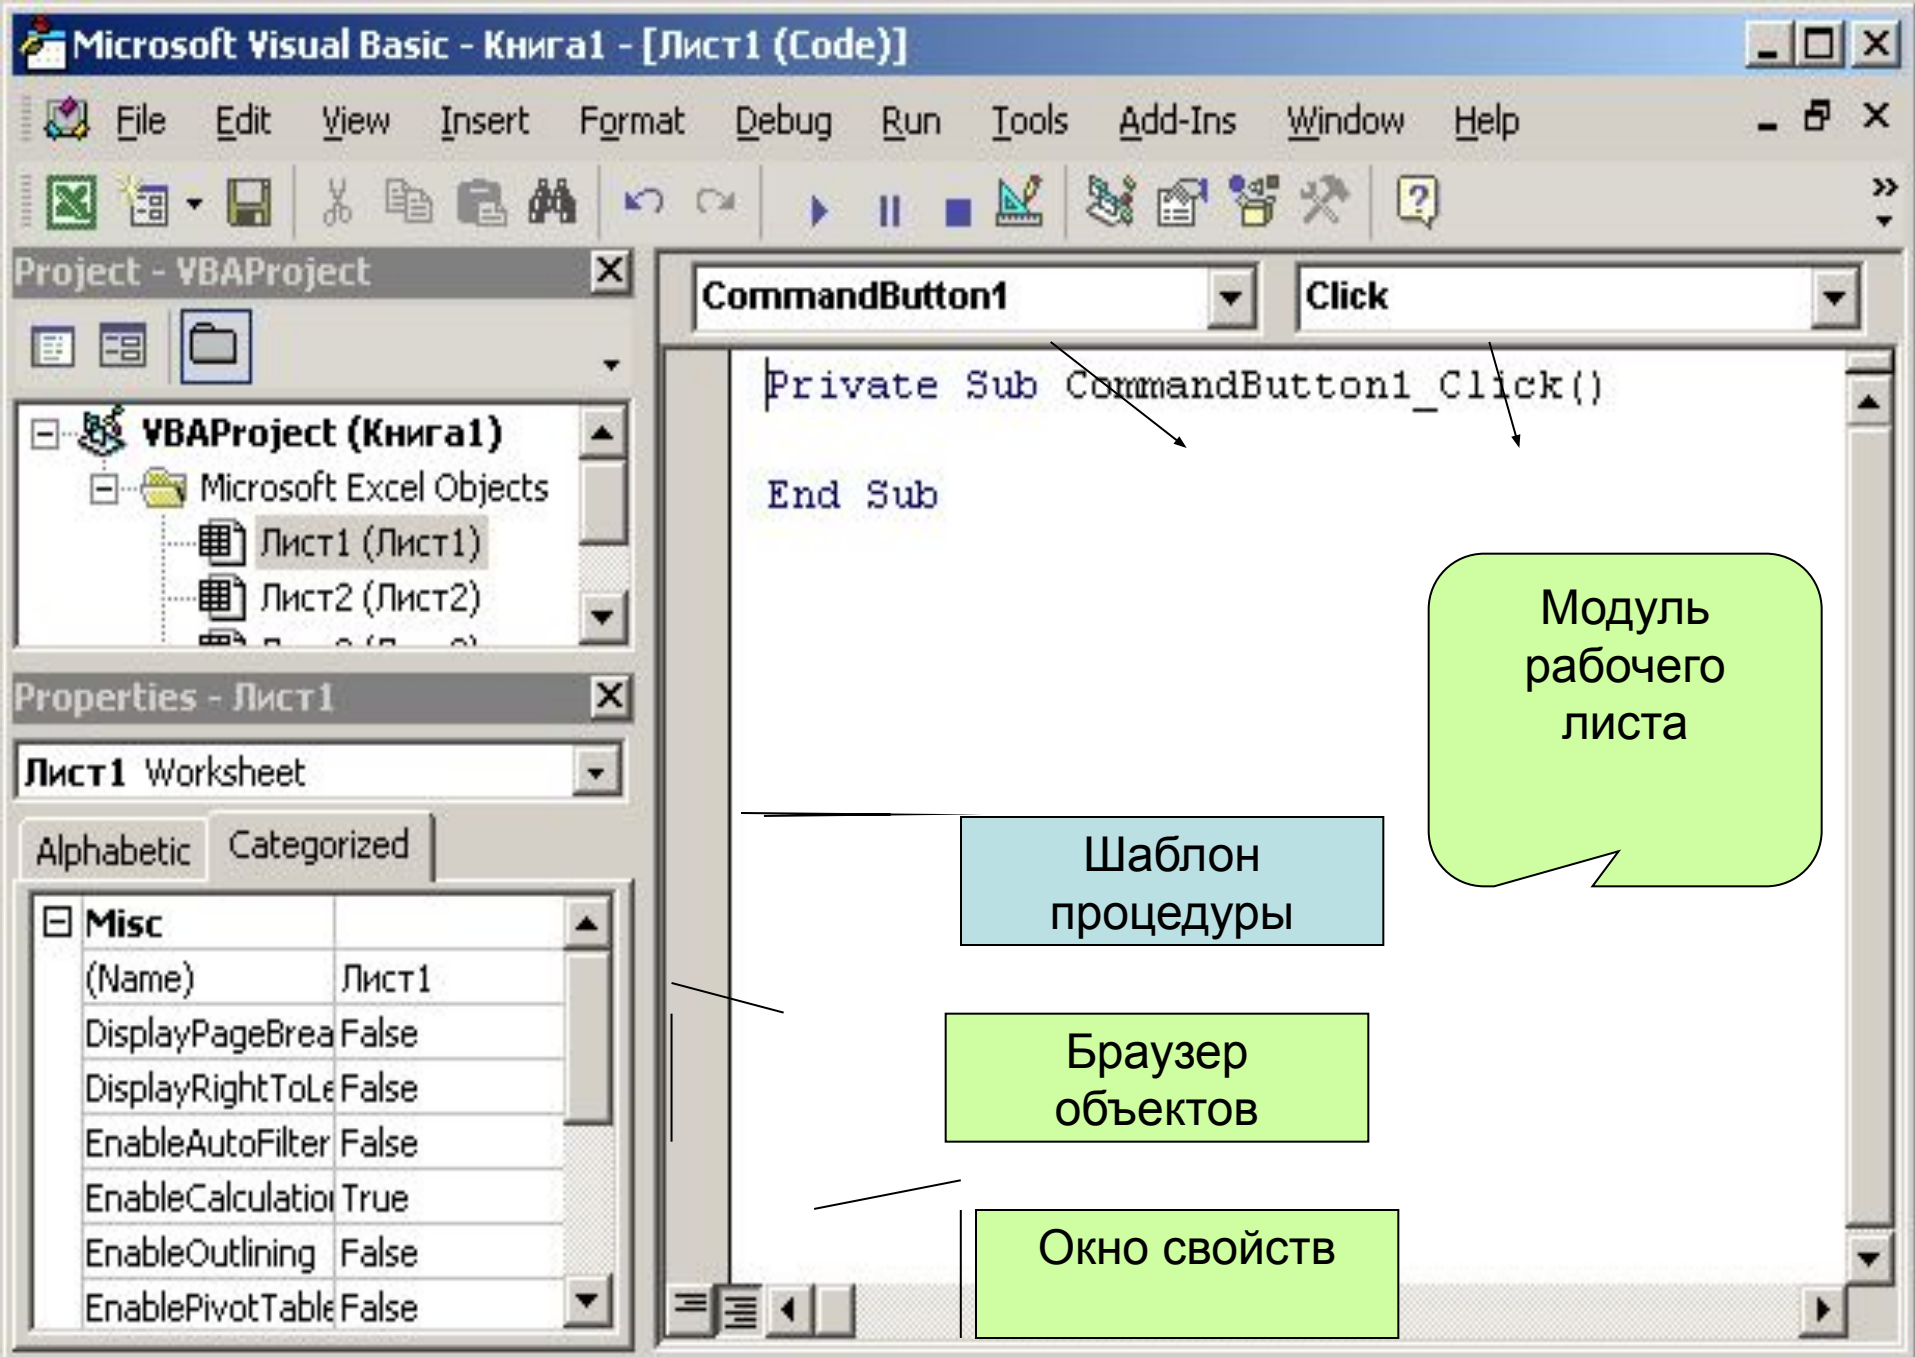 Microsoft Visual Basic - Книга1 - [Лист1 (Code)]
File Edit View Insert Format Debug Run Tools Add-Ins Window Help
Project - VBAProject
VBAProject (Книга1)
Microsoft Excel Objects
Лист1 (Лист1)
Лист2 (Лист2)
Properties - Лист1
Лист1 Worksheet
Alphabetic Categorized
Misc
(Name) Лист1
DisplayPageBrea False
DisplayRightToLe False
EnableAutoFilter False
EnableCalculation True
EnableOutlining False
EnablePivotTable False
CommandButton1 Click
Private Sub CommandButton1_Click()
End Sub
Модуль
рабочего
листа
Шаблон
процедуры
Браузер
объектов
Окно свойств